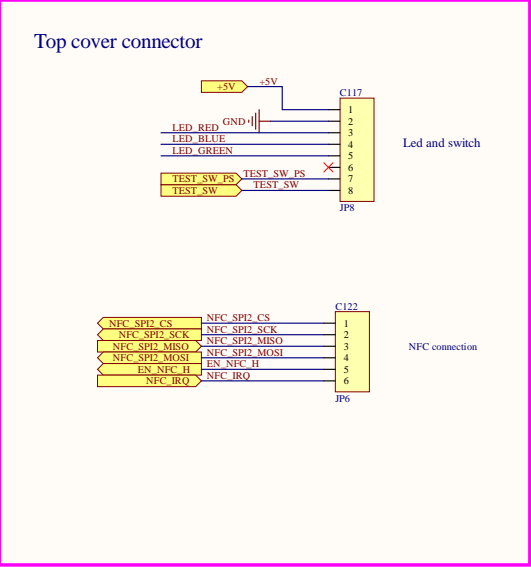 Top cover connector
+5V +5V
C117
1
GND 2
LED_RED 3
LED_BLUE 4
LED_GREEN 5
Led and switch
6
TEST_SW_PS TEST_SW_PS 7
TEST_SW TEST_SW 8
JP8
C122
NFC_SPI2_CS NFC_SPI2_CS 1
NFC_SPI2_SCK NFC_SPI2_SCK 2
NFC_SPI2_MISO NFC_SPI2_MISO 3
NFC connection
NFC_SPI2_MOSI NFC_SPI2_MOSI 4
EN_NFC_H EN_NFC_H 5
NFC_IRQ NFC_IRQ 6
JP6